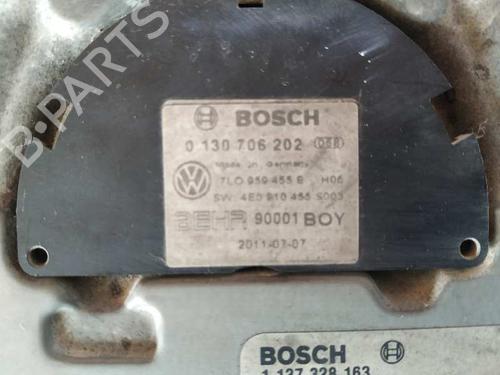 B-PARTS
BOSCH
0 130 706 202 038
Made in Germany
7L0 959 455 E H06
SW: 4E0 910 455 S003
BEHR 90001 BOY
2011-07-07
BOSCH
1 137 328 163